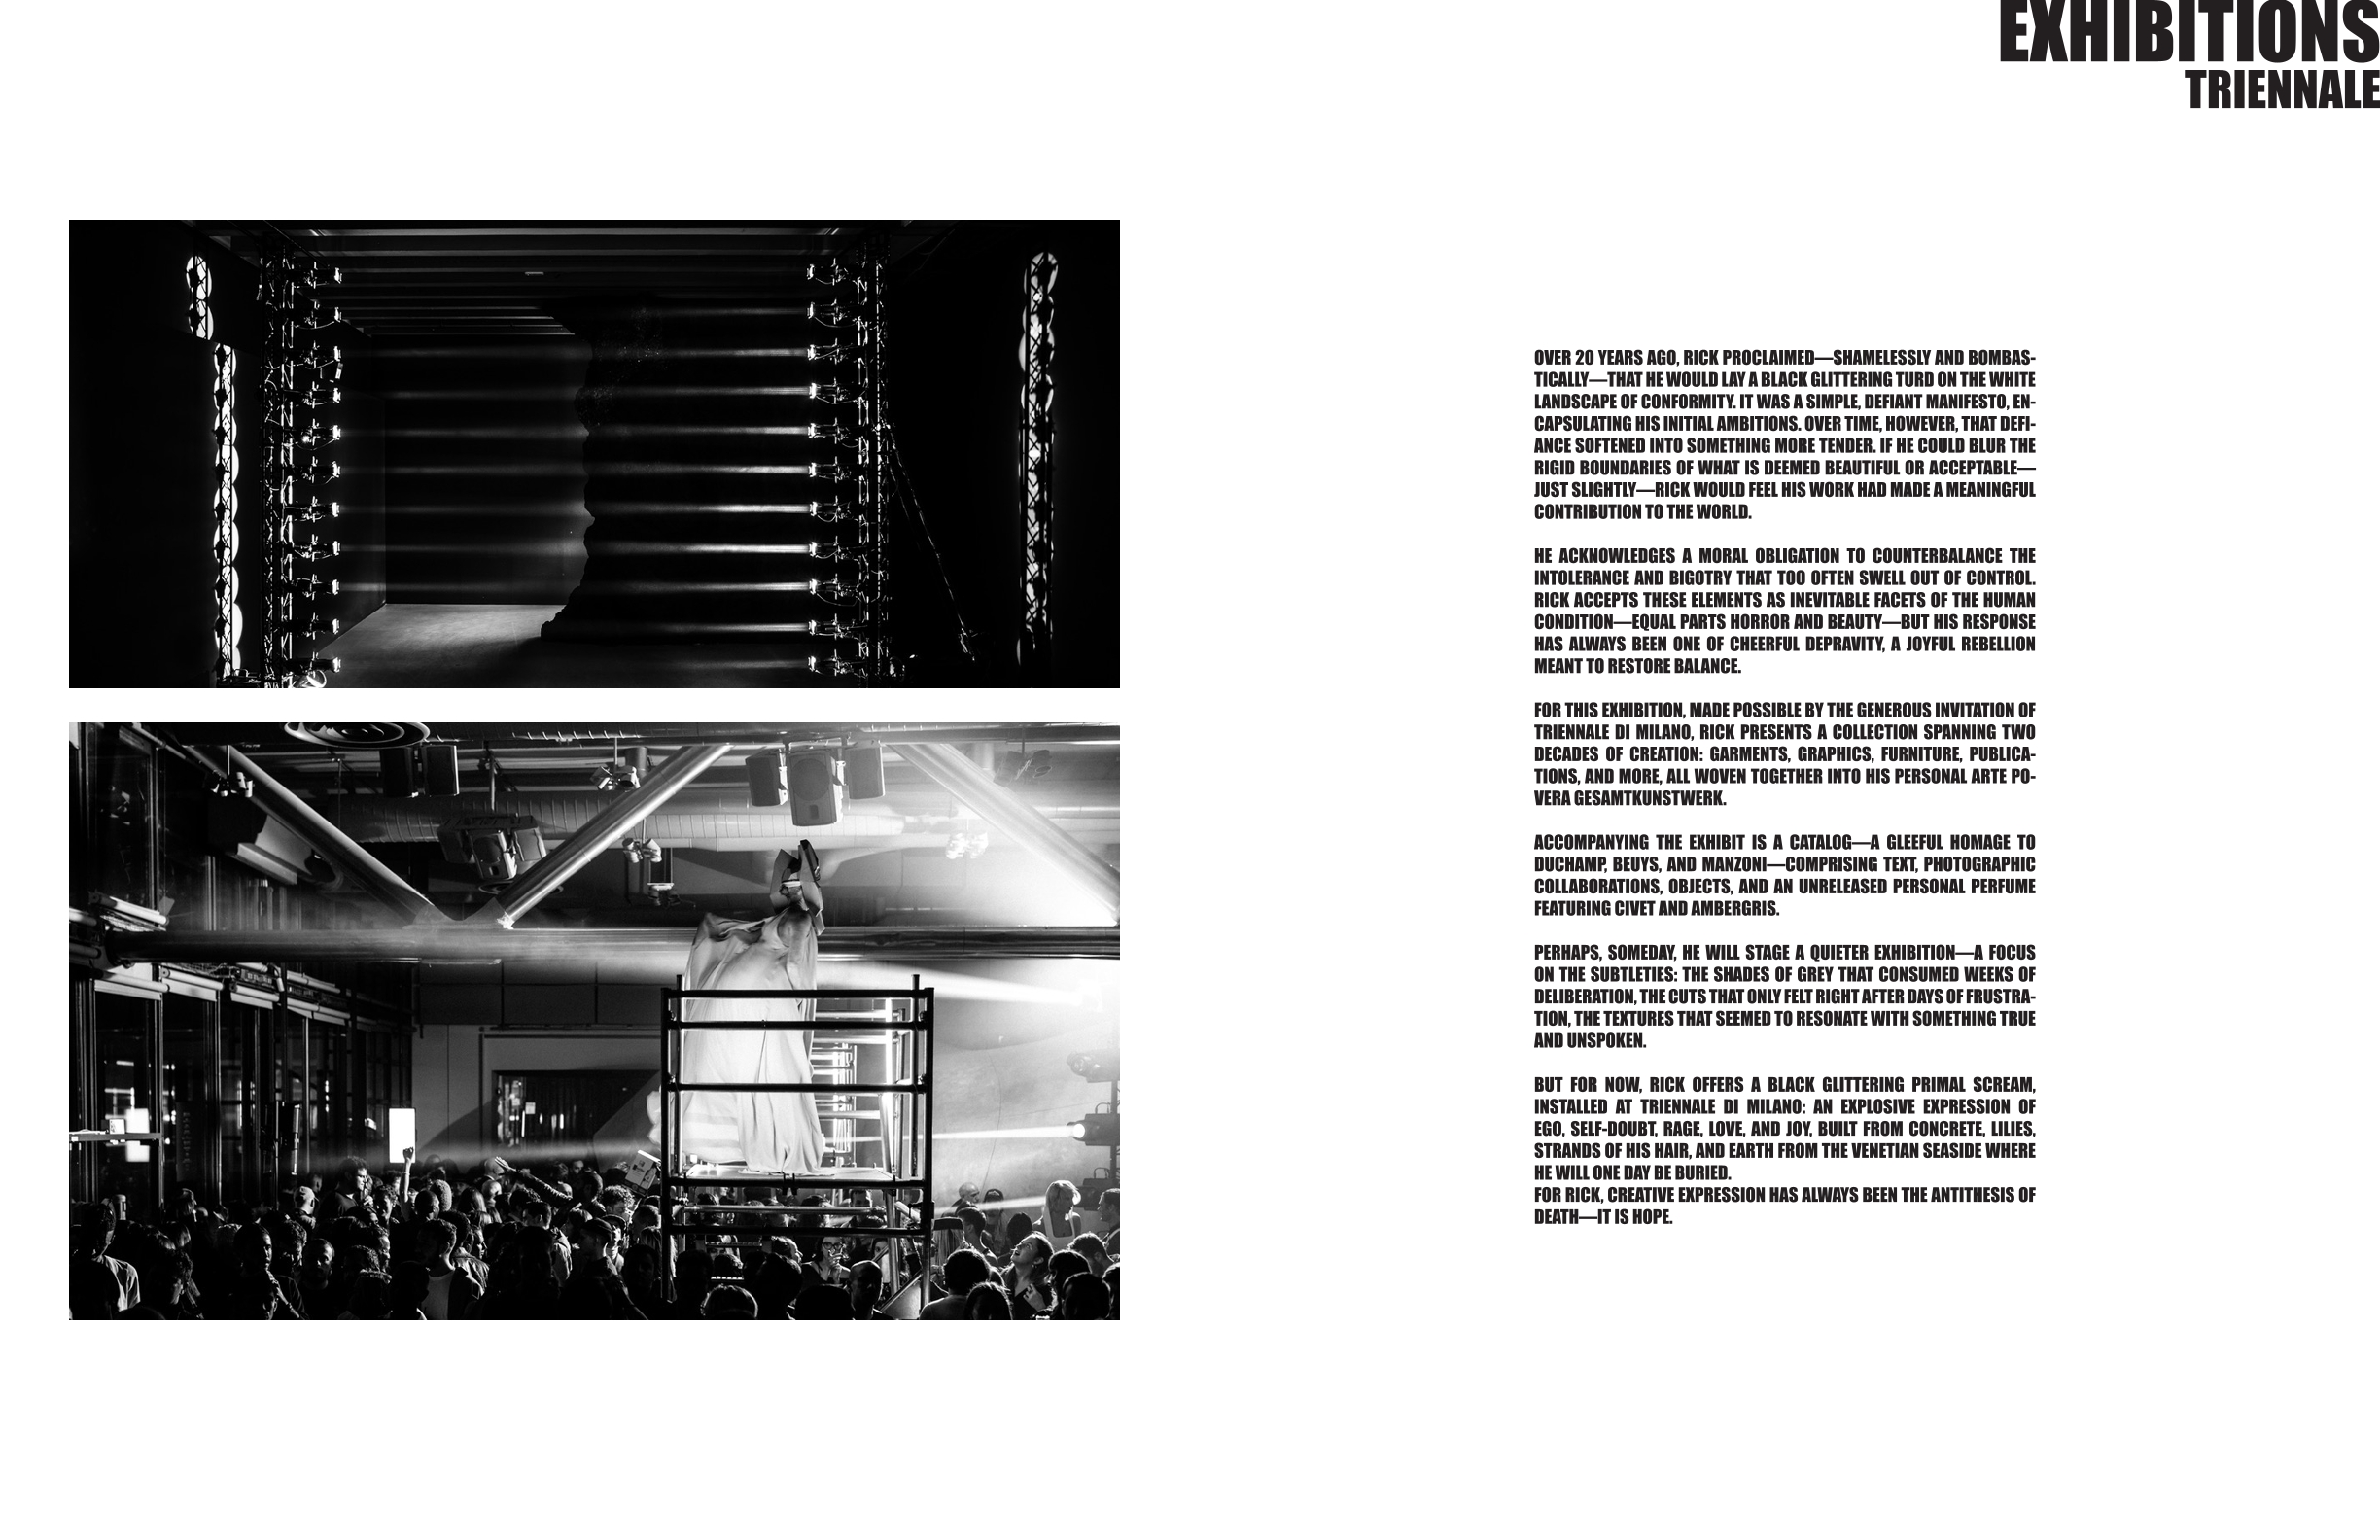 EXHIBITIONS
TRIENNALE
OVER 20 YEARS AGO, RICK PROCLAIMED—SHAMELESSLY AND BOMBAS-
TICALLY—THAT HE WOULD LAY A BLACK GLITTERING TURD ON THE WHITE
LANDSCAPE OF CONFORMITY. IT WAS A SIMPLE, DEFIANT MANIFESTO, EN-
CAPSULATING HIS INITIAL AMBITIONS. OVER TIME, HOWEVER, THAT DEFI-
ANCE SOFTENED INTO SOMETHING MORE TENDER. IF HE COULD BLUR THE
RIGID BOUNDARIES OF WHAT IS DEEMED BEAUTIFUL OR ACCEPTABLE—
JUST SLIGHTLY—RICK WOULD FEEL HIS WORK HAD MADE A MEANINGFUL
CONTRIBUTION TO THE WORLD.
HE ACKNOWLEDGES A MORAL OBLIGATION TO COUNTERBALANCE THE
INTOLERANCE AND BIGOTRY THAT TOO OFTEN SWELL OUT OF CONTROL.
RICK ACCEPTS THESE ELEMENTS AS INEVITABLE FACETS OF THE HUMAN
CONDITION—EQUAL PARTS HORROR AND BEAUTY—BUT HIS RESPONSE
HAS ALWAYS BEEN ONE OF CHEERFUL DEPRAVITY, A JOYFUL REBELLION
MEANT TO RESTORE BALANCE.
FOR THIS EXHIBITION, MADE POSSIBLE BY THE GENEROUS INVITATION OF
TRIENNALE DI MILANO, RICK PRESENTS A COLLECTION SPANNING TWO
DECADES OF CREATION: GARMENTS, GRAPHICS, FURNITURE, PUBLICA-
TIONS, AND MORE, ALL WOVEN TOGETHER INTO HIS PERSONAL ARTE PO-
VERA GESAMTKUNSTWERK.
ACCOMPANYING THE EXHIBIT IS A CATALOG—A GLEEFUL HOMAGE TO
DUCHAMP, BEUYS, AND MANZONI—COMPRISING TEXT, PHOTOGRAPHIC
COLLABORATIONS, OBJECTS, AND AN UNRELEASED PERSONAL PERFUME
FEATURING CIVET AND AMBERGRIS.
PERHAPS, SOMEDAY, HE WILL STAGE A QUIETER EXHIBITION—A FOCUS
ON THE SUBTLETIES: THE SHADES OF GREY THAT CONSUMED WEEKS OF
DELIBERATION, THE CUTS THAT ONLY FELT RIGHT AFTER DAYS OF FRUSTRA-
TION, THE TEXTURES THAT SEEMED TO RESONATE WITH SOMETHING TRUE
AND UNSPOKEN.
BUT FOR NOW, RICK OFFERS A BLACK GLITTERING PRIMAL SCREAM,
INSTALLED AT TRIENNALE DI MILANO: AN EXPLOSIVE EXPRESSION OF
EGO, SELF-DOUBT, RAGE, LOVE, AND JOY, BUILT FROM CONCRETE, LILIES,
STRANDS OF HIS HAIR, AND EARTH FROM THE VENETIAN SEASIDE WHERE
HE WILL ONE DAY BE BURIED.
FOR RICK, CREATIVE EXPRESSION HAS ALWAYS BEEN THE ANTITHESIS OF
DEATH—IT IS HOPE.